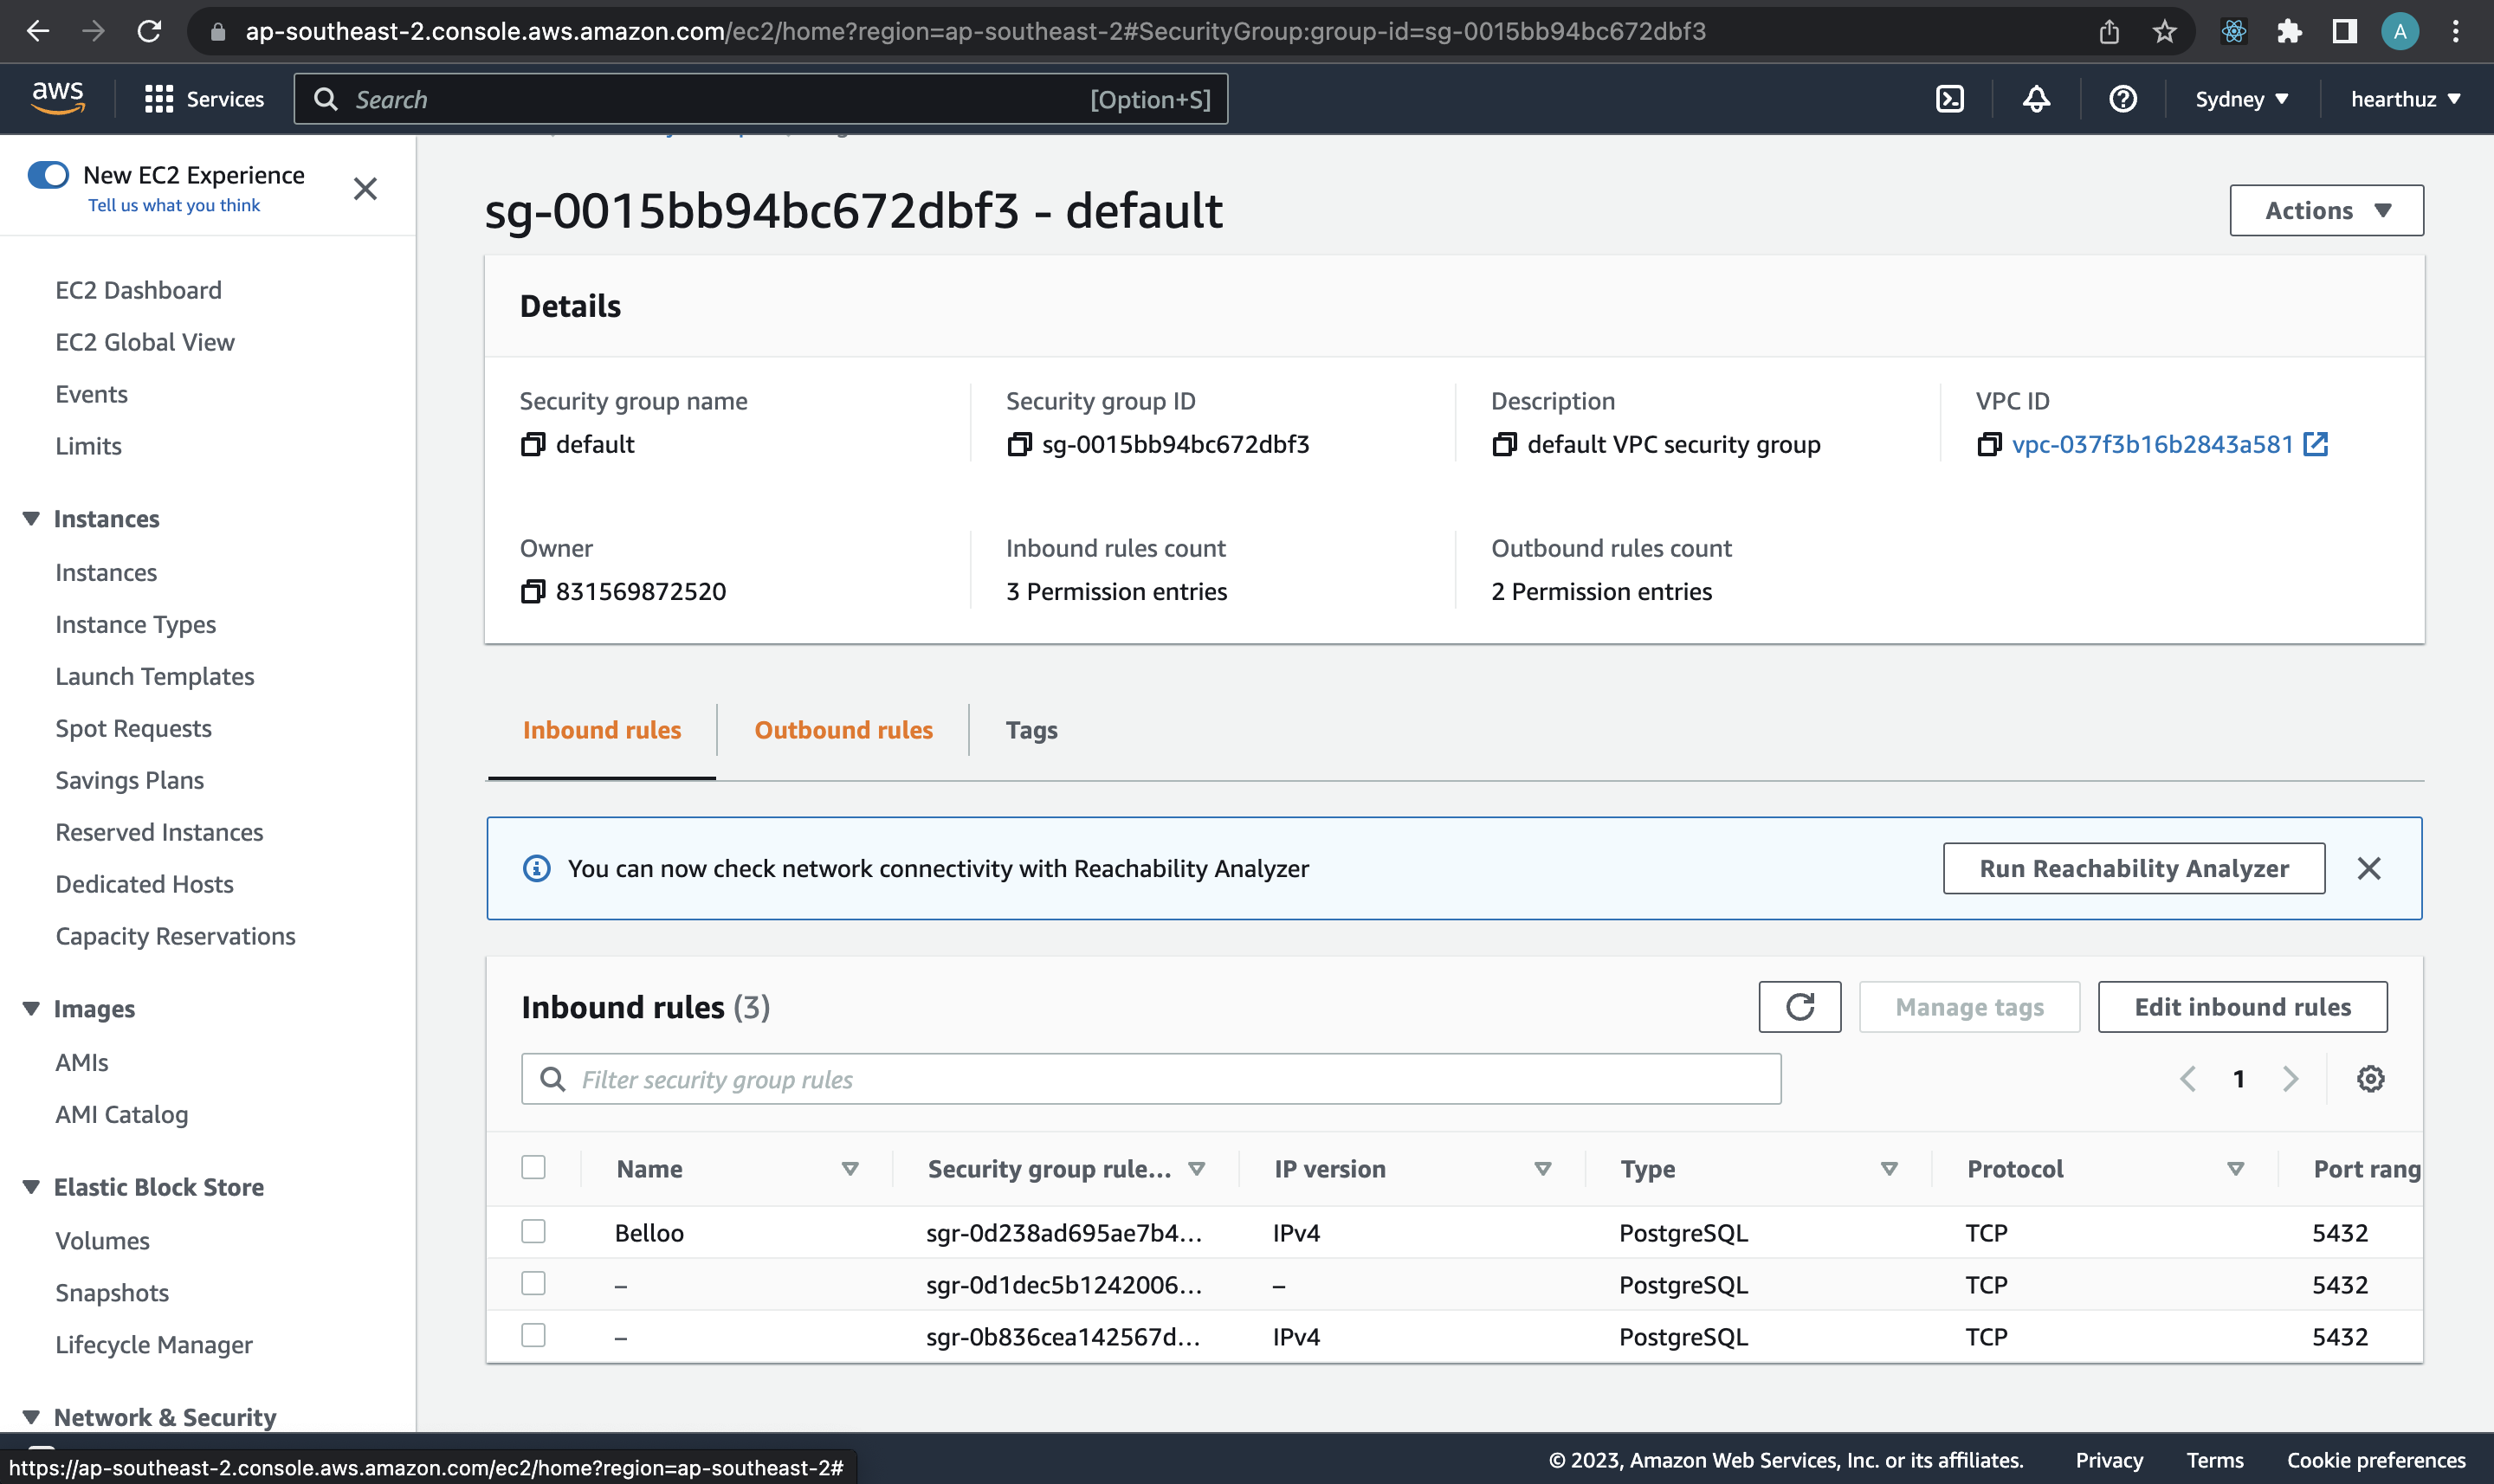 ap-southeast-2.console.aws.amazon.com/ec2/home?region=ap-southeast-2#SecurityGroup:group-id=sg-0015bb94bc672dbf3
A
aws
Services
Search
[Option+S]
Sydney
hearthuz
New EC2 Experience
Tell us what you think
EC2 Dashboard
EC2 Global View
Events
Limits
Instances
Instances
Instance Types
Launch Templates
Spot Requests
Savings Plans
Reserved Instances
Dedicated Hosts
Capacity Reservations
Images
AMIs
AMI Catalog
Elastic Block Store
Volumes
Snapshots
Lifecycle Manager
Network & Security
sg-0015bb94bc672dbf3 - default
Actions
Details
Security group name
default
Security group ID
sg-0015bb94bc672dbf3
Description
default VPC security group
VPC ID
vpc-037f3b16b2843a581
Owner
831569872520
Inbound rules count
3 Permission entries
Outbound rules count
2 Permission entries
Inbound rules
Outbound rules
Tags
You can now check network connectivity with Reachability Analyzer
Run Reachability Analyzer
Inbound rules (3)
Manage tags
Edit inbound rules
Filter security group rules
1
Name Security group rule... IP version Type Protocol Port rang
Belloo sgr-0d238ad695ae7b4... IPv4 PostgreSQL TCP 5432
– sgr-0d1dec5b1242006... – PostgreSQL TCP 5432
– sgr-0b836cea142567d... IPv4 PostgreSQL TCP 5432
https://ap-southeast-2.console.aws.amazon.com/ec2/home?region=ap-southeast-2#
© 2023, Amazon Web Services, Inc. or its affiliates.
Privacy
Terms
Cookie preferences